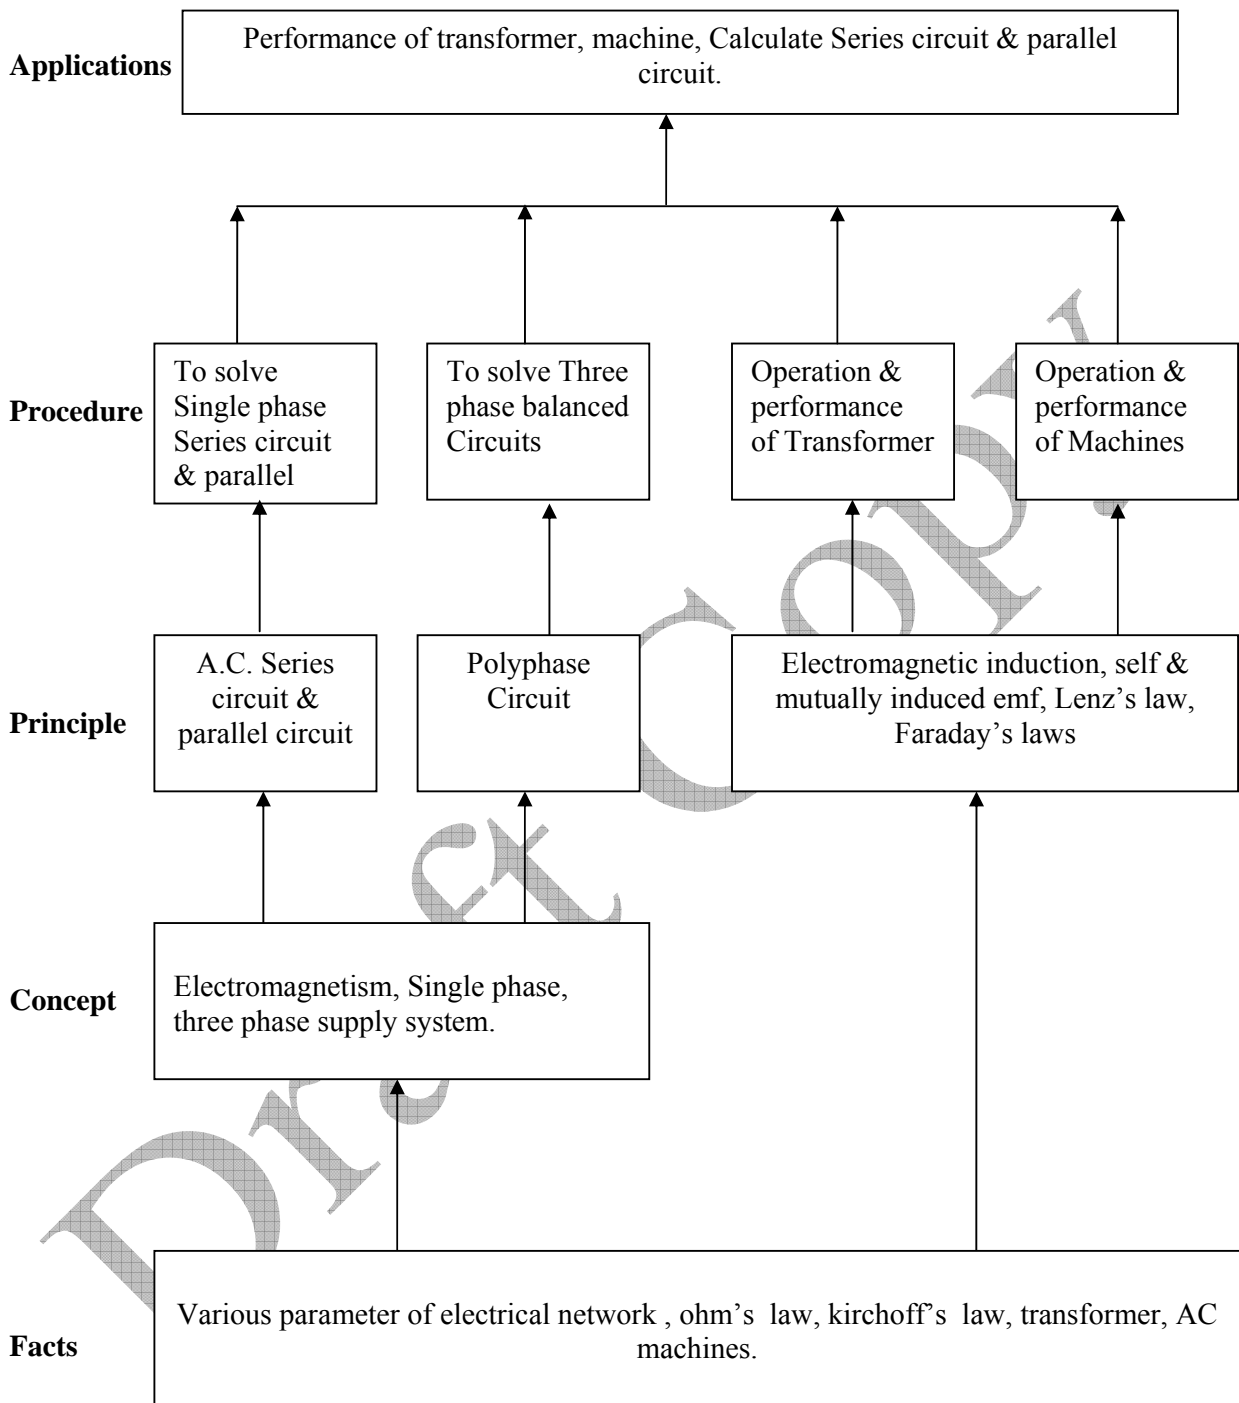 Applications
Performance of transformer, machine, Calculate Series circuit & parallel
circuit.
Procedure
To solve
Single phase
Series circuit
& parallel
To solve Three
phase balanced
Circuits
Operation &
performance
of Transformer
Operation &
performance
of Machines
Principle
A.C. Series
circuit &
parallel circuit
Polyphase
Circuit
Electromagnetic induction, self &
mutually induced emf, Lenz’s law,
Faraday’s laws
Concept
Electromagnetism, Single phase,
three phase supply system.
Facts
Various parameter of electrical network , ohm’s law, kirchoff’s law, transformer, AC
machines.
Draft Copy